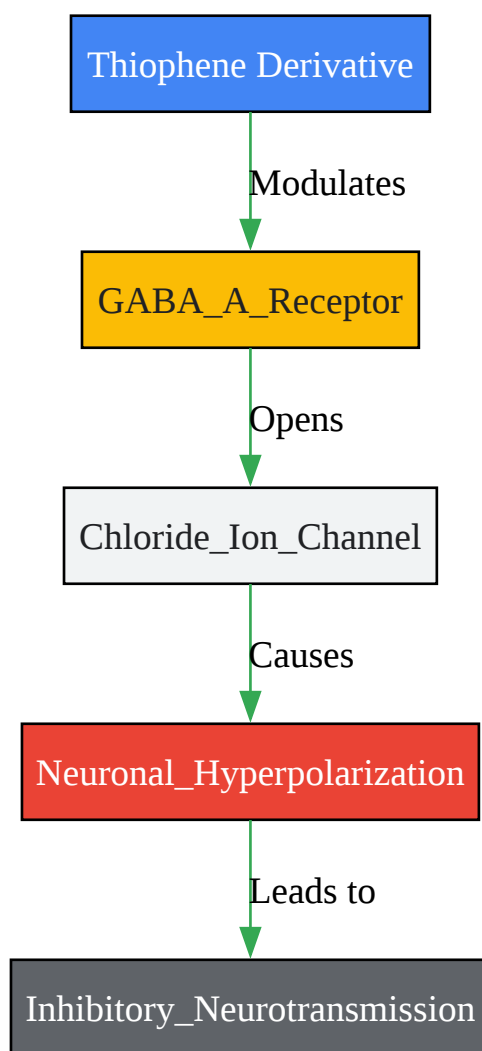 Thiophene Derivative
Modulates
GABA_A_Receptor
Opens
Chloride_Ion_Channel
Causes
Neuronal_Hyperpolarization
Leads to
Inhibitory_Neurotransmission